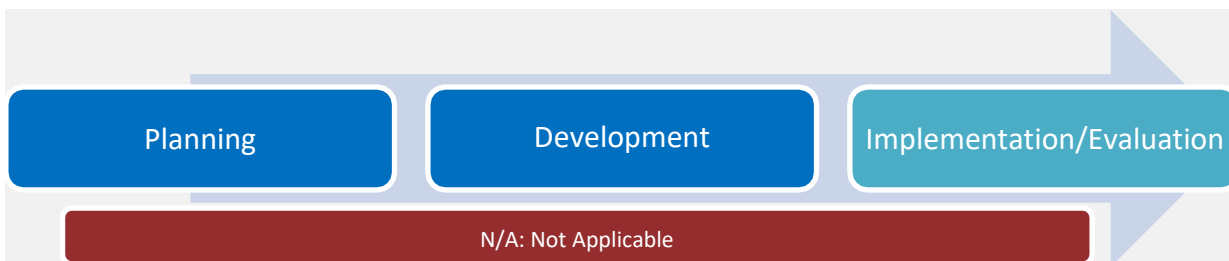 Planning
Development
Implementation/Evaluation
N/A: Not Applicable